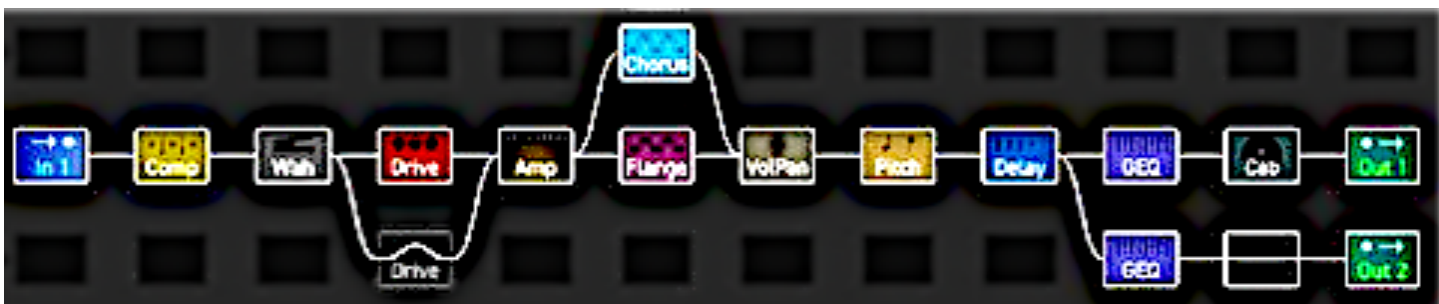 Chorus
In 1 Comp Wah Drive Amp Flange VolPan Pitch Delay GEQ Cab Out 1
Drive GEQ Out 2